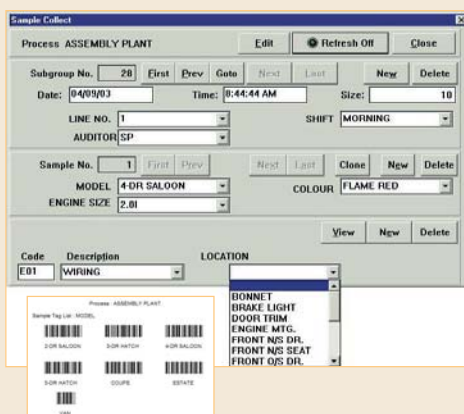 Sample Collect
Process ASSEMBLY PLANT Edit Refresh Off Close
Subgroup No. 28 First Prev Goto Next Last New Delete
Date: 04/09/03 Time: 8:44:44 AM Size: 10
LINE NO. 1 SHIFT MORNING
AUDITOR SP
Sample No. 1 First Prev Next Last Clone New Delete
MODEL 4-DR SALOON COLOUR FLAME RED
ENGINE SIZE 2.0I
View New Delete
Code Description LOCATION
E01 WIRING
BONNET
BRAKE LIGHT
DOOR TRIM
ENGINE MTG.
FRONT N/S DR.
FRONT N/S SEAT
FRONT O/S DR.
Process : ASSEMBLY PLANT
Sample Tag List : MODEL
2-DR SALOON 3-DR HATCH 4-DR SALOON
5-DR HATCH COUPE ESTATE
VAN